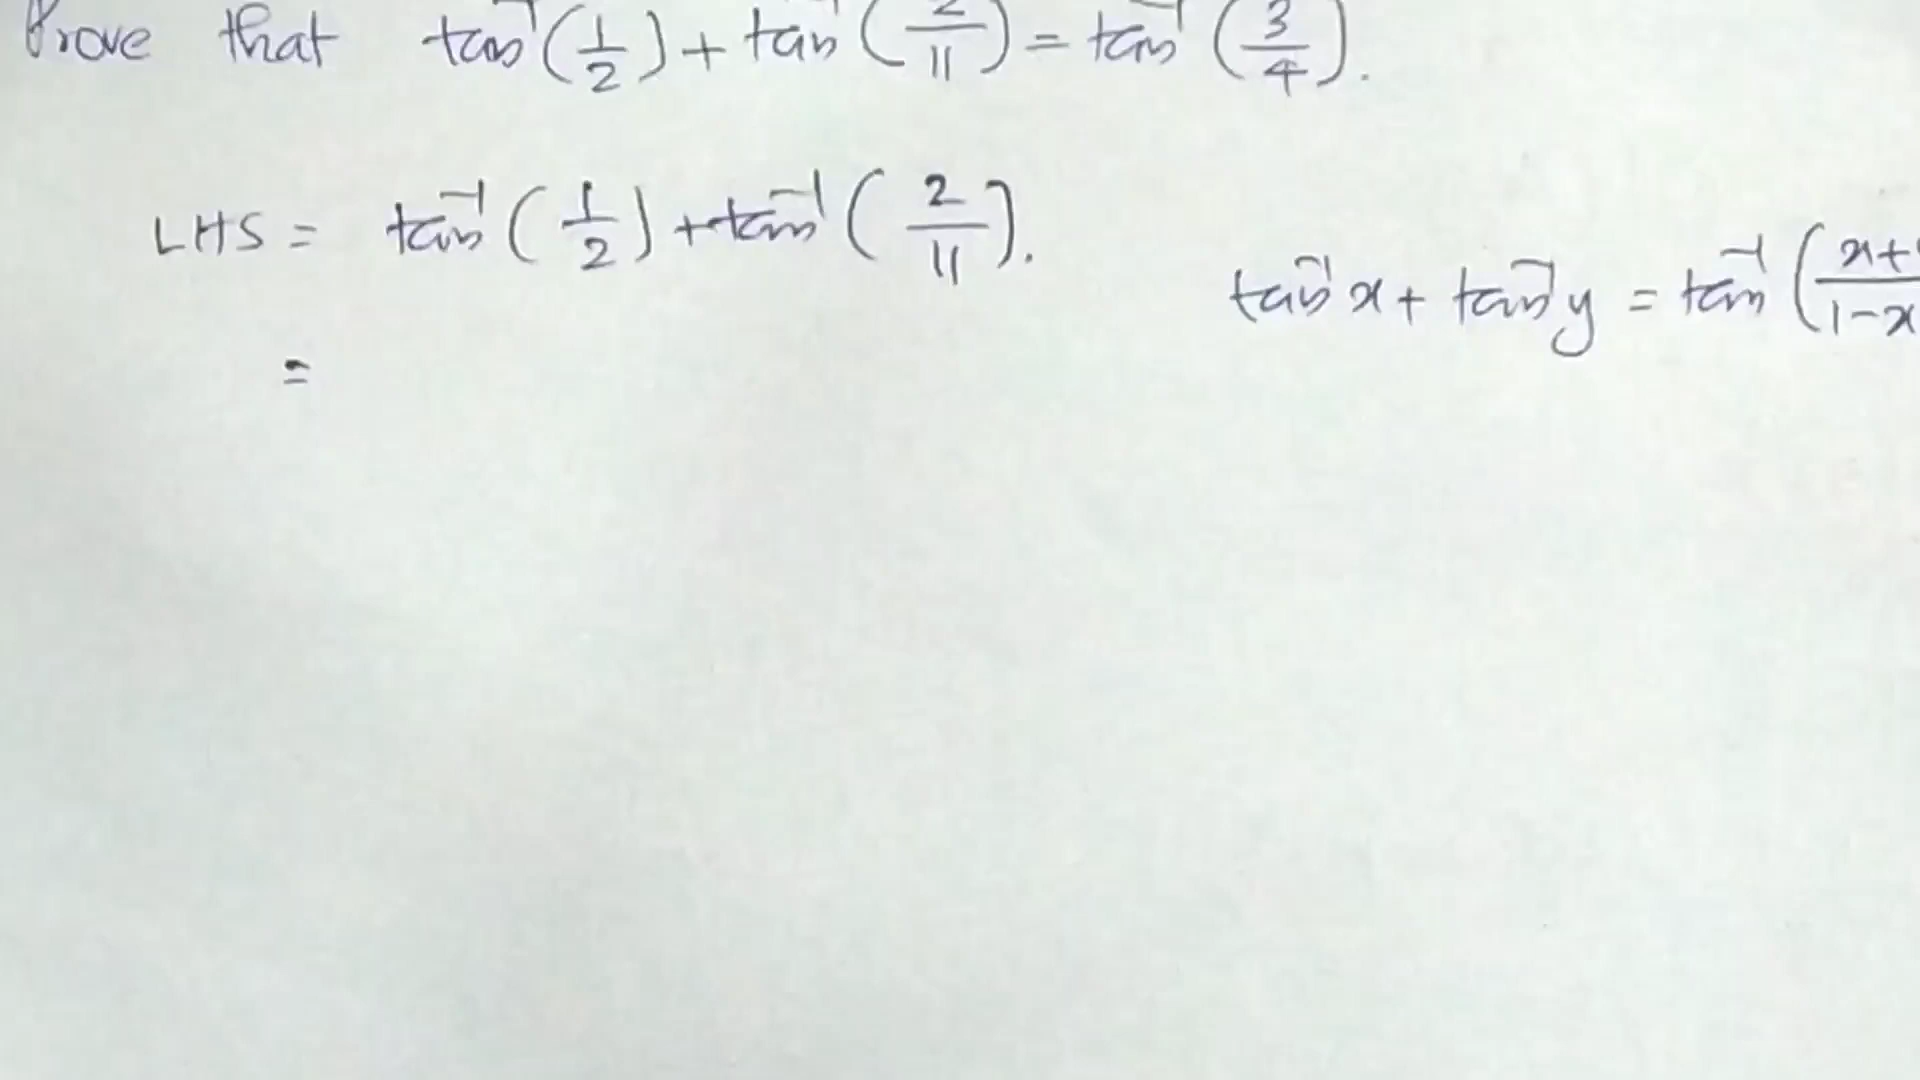 Prove that tan⁻¹(1/2) + tan⁻¹(2/11) = tan⁻¹(3/4).
LHS = tan⁻¹(1/2) + tan⁻¹(2/11).
tan⁻¹x + tan⁻¹y = tan⁻¹(x+/1-x
=